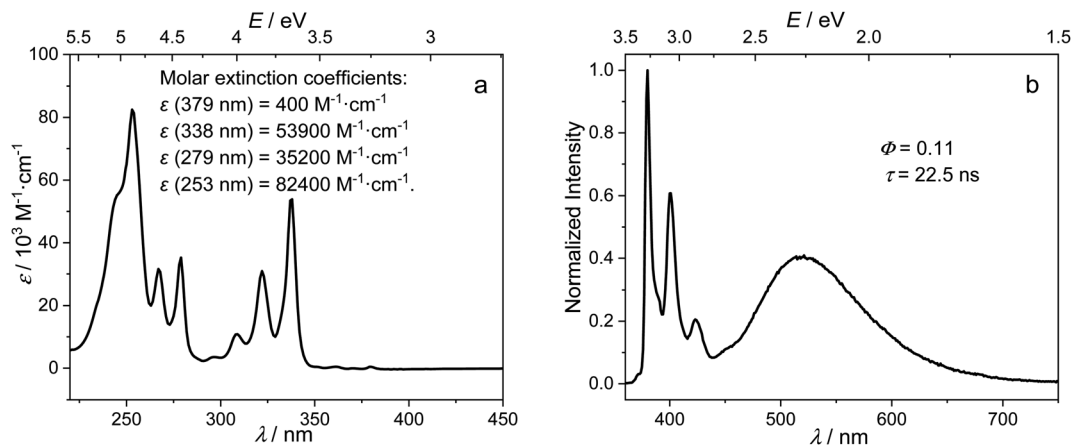 E / eV
5.5 5 4.5 4 3.5 3
100
80
60
40
20
0
ε / 10³ M⁻¹·cm⁻¹
Molar extinction coefficients:
ε (379 nm) = 400 M⁻¹·cm⁻¹
ε (338 nm) = 53900 M⁻¹·cm⁻¹
ε (279 nm) = 35200 M⁻¹·cm⁻¹
ε (253 nm) = 82400 M⁻¹·cm⁻¹.
a
250 300 350 400 450
λ / nm
E / eV
3.5 3.0 2.5 2.0 1.5
1.0
0.8
0.6
0.4
0.2
0.0
Normalized Intensity
b
Φ = 0.11
τ = 22.5 ns
400 500 600 700
λ / nm